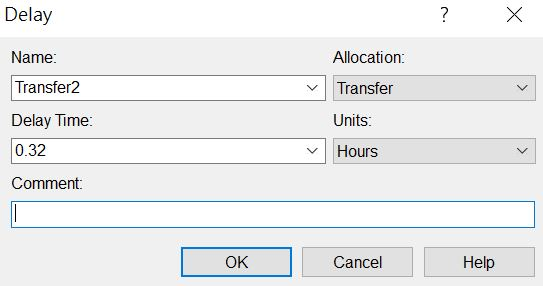 Delay ?
Name: Allocation:
Transfer2 Transfer
Delay Time: Units:
0.32 Hours
Comment:
OK Cancel Help